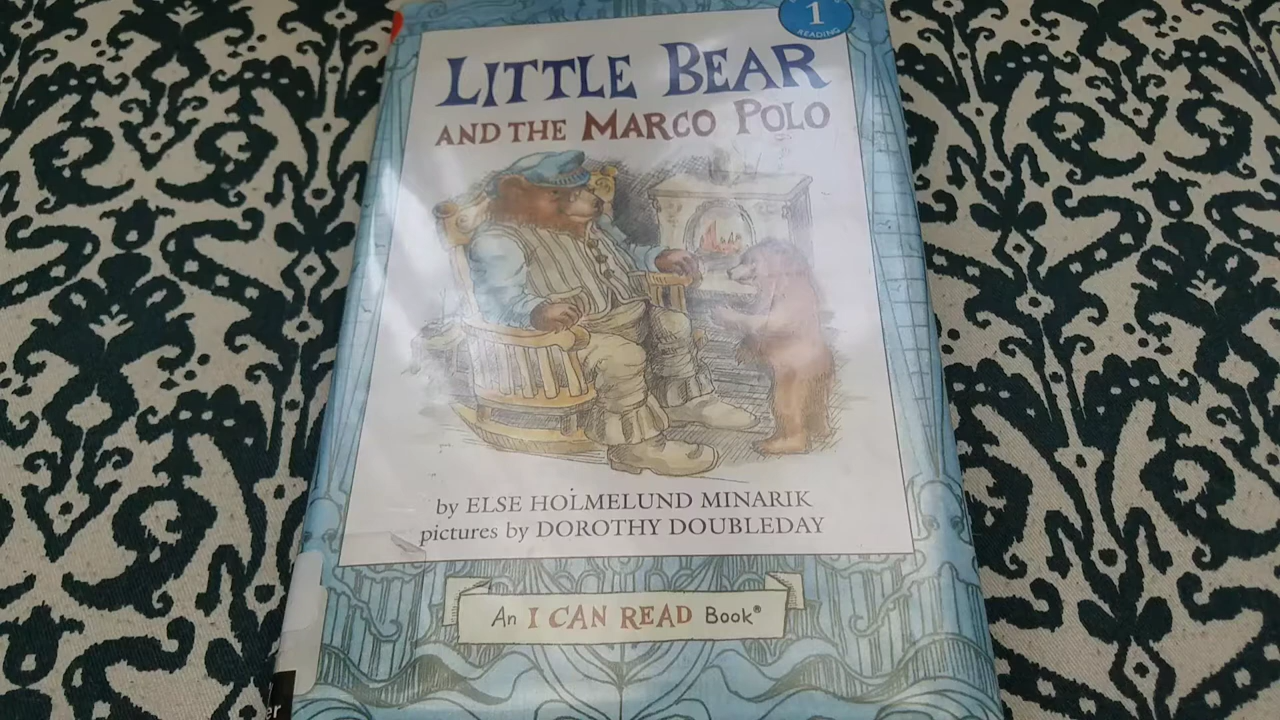 1
READING
LITTLE BEAR
AND THE MARCO POLO
by ELSE HOLMELUND MINARIK
pictures by DOROTHY DOUBLEDAY
An I CAN READ Book®
er